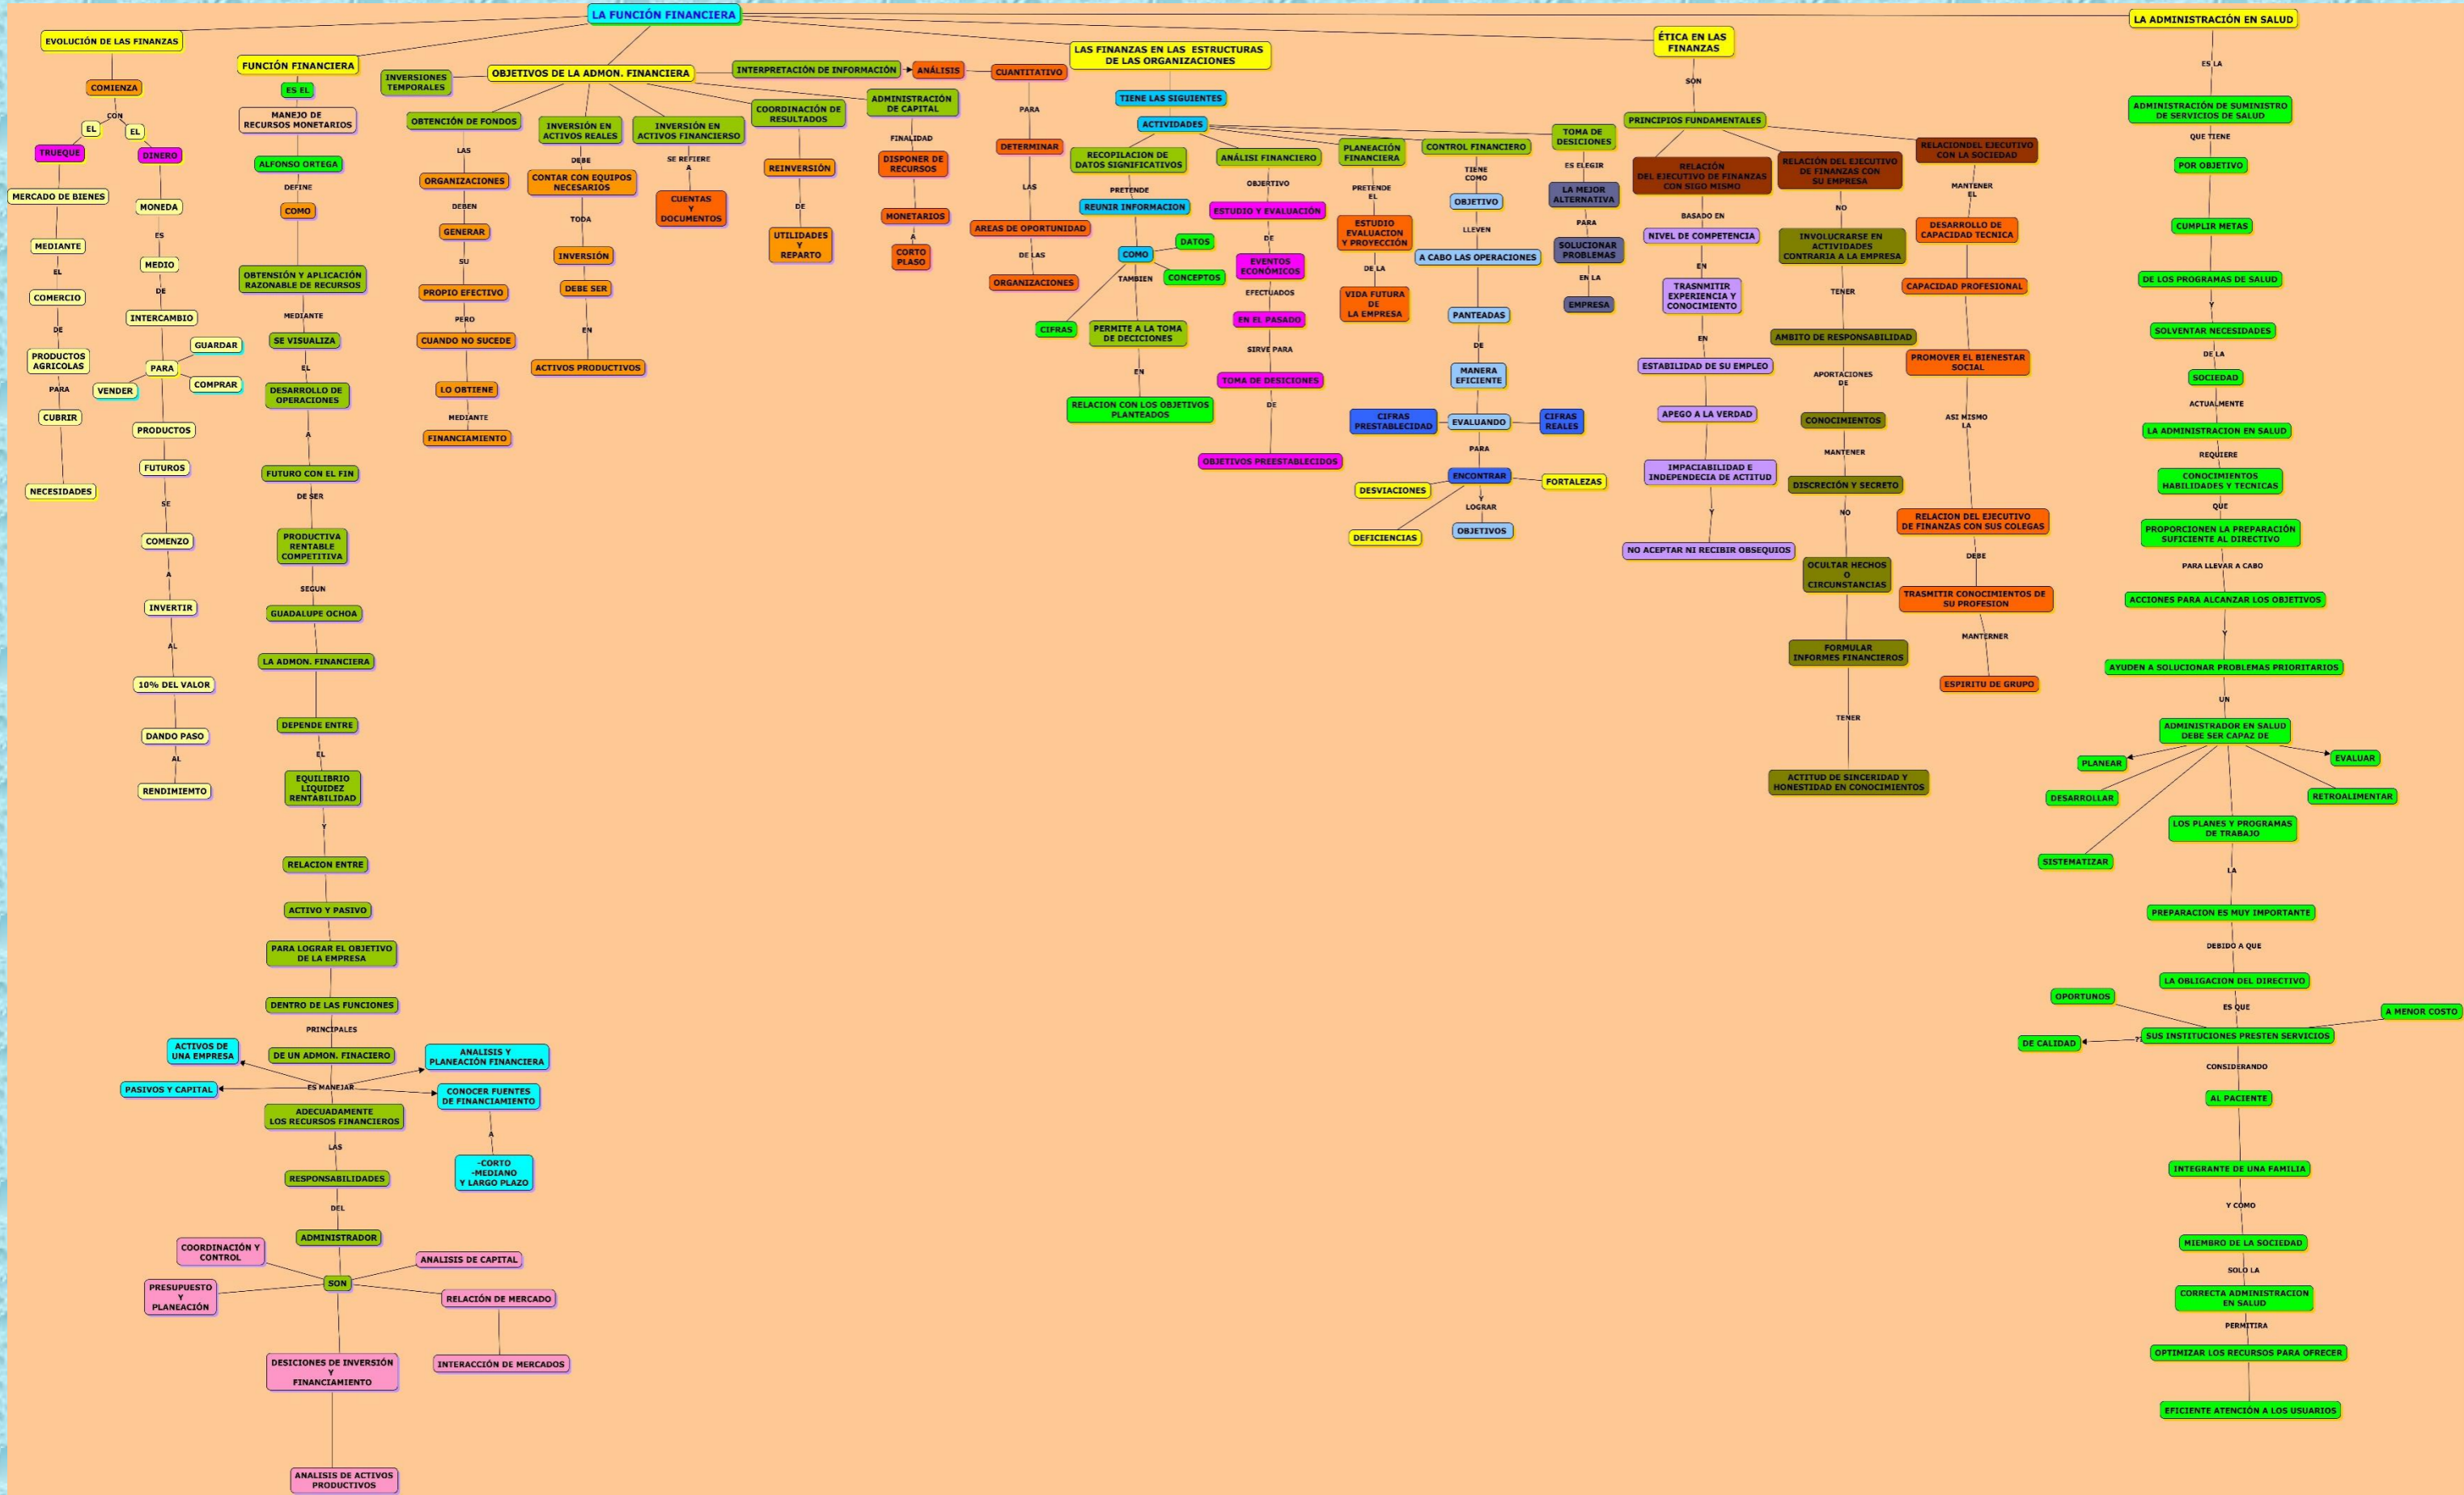 LA FUNCIÓN FINANCIERA
EVOLUCIÓN DE LAS FINANZAS
COMIENZA
CON
EL
EL
TRUEQUE
DINERO
MERCADO DE BIENES
MEDIANTE
EL
COMERCIO
DE
PRODUCTOS
AGRICOLAS
PARA
CUBRIR
NECESIDADES
MONEDA
ES
MEDIO
DE
INTERCAMBIO
GUARDAR
PARA
VENDER
COMPRAR
PRODUCTOS
FUTUROS
SE
COMENZO
A
INVERTIR
AL
10% DEL VALOR
DANDO PASO
AL
RENDIMIEMTO
FUNCIÓN FINANCIERA
ES EL
MANEJO DE
RECURSOS MONETARIOS
ALFONSO ORTEGA
DEFINE
COMO
OBTENSIÓN Y APLICACIÓN
RAZONABLE DE RECURSOS
MEDIANTE
SE VISUALIZA
EL
DESARROLLO DE
OPERACIONES
A
FUTURO CON EL FIN
DE SER
PRODUCTIVA
RENTABLE
COMPETITIVA
SEGUN
GUADALUPE OCHOA
LA ADMON. FINANCIERA
DEPENDE ENTRE
EL
EQUILIBRIO
LIQUIDEZ
RENTABILIDAD
Y
RELACION ENTRE
ACTIVO Y PASIVO
PARA LOGRAR EL OBJETIVO
DE LA EMPRESA
DENTRO DE LAS FUNCIONES
PRINCIPALES
DE UN ADMON. FINACIERO
ACTIVOS DE
UNA EMPRESA
ANALISIS Y
PLANEACIÓN FINANCIERA
ES MANEJAR
PASIVOS Y CAPITAL
CONOCER FUENTES
DE FINANCIAMIENTO
A
-CORTO
-MEDIANO
Y LARGO PLAZO
ADECUADAMENTE
LOS RECURSOS FINANCIEROS
LAS
RESPONSABILIDADES
DEL
ADMINISTRADOR
COORDINACIÓN Y
CONTROL
ANALISIS DE CAPITAL
SON
PRESUPUESTO
Y
PLANEACIÓN
RELACIÓN DE MERCADO
INTERACCIÓN DE MERCADOS
DESICIONES DE INVERSIÓN
Y
FINANCIAMIENTO
ANALISIS DE ACTIVOS
PRODUCTIVOS
OBJETIVOS DE LA ADMON. FINANCIERA
INVERSIONES
TEMPORALES
OBTENCIÓN DE FONDOS
LAS
ORGANIZACIONES
DEBEN
GENERAR
SU
PROPIO EFECTIVO
PERO
CUANDO NO SUCEDE
LO OBTIENE
MEDIANTE
FINANCIAMIENTO
INVERSIÓN EN
ACTIVOS REALES
DEBE
CONTAR CON EQUIPOS
NECESARIOS
TODA
INVERSIÓN
DEBE SER
EN
ACTIVOS PRODUCTIVOS
INVERSIÓN EN
ACTIVOS FINANCIERSO
SE REFIERE
A
CUENTAS
Y
DOCUMENTOS
COORDINACIÓN DE
RESULTADOS
REINVERSIÓN
DE
UTILIDADES
Y
REPARTO
ADMINISTRACIÓN
DE CAPITAL
FINALIDAD
DISPONER DE
RECURSOS
MONETARIOS
A
CORTO
PLASO
INTERPRETACIÓN DE INFORMACIÓN
ANÁLISIS
CUANTITATIVO
PARA
DETERMINAR
LAS
AREAS DE OPORTUNIDAD
DE LAS
ORGANIZACIONES
LAS FINANZAS EN LAS ESTRUCTURAS
DE LAS ORGANIZACIONES
TIENE LAS SIGUIENTES
ACTIVIDADES
RECOPILACION DE
DATOS SIGNIFICATIVOS
PRETENDE
REUNIR INFORMACION
DATOS
COMO
CONCEPTOS
TAMBIEN
CIFRAS
PERMITE A LA TOMA
DE DECICIONES
EN
RELACION CON LOS OBJETIVOS
PLANTEADOS
ANÁLISI FINANCIERO
OBJERTIVO
ESTUDIO Y EVALUACIÓN
DE
EVENTOS
ECONÓMICOS
EFECTUADOS
EN EL PASADO
SIRVE PARA
TOMA DE DESICIONES
DE
OBJETIVOS PREESTABLECIDOS
PLANEACIÓN
FINANCIERA
PRETENDE
EL
ESTUDIO
EVALUACION
Y PROYECCIÓN
DE LA
VIDA FUTURA
DE
LA EMPRESA
CONTROL FINANCIERO
TIENE
COMO
OBJETIVO
LLEVEN
A CABO LAS OPERACIONES
PANTEADAS
DE
MANERA
EFICIENTE
CIFRAS
PRESTABLECIDAD
EVALUANDO
CIFRAS
REALES
PARA
ENCONTRAR
DESVIACIONES
FORTALEZAS
Y
LOGRAR
DEFICIENCIAS
OBJETIVOS
TOMA DE
DESICIONES
ES ELEGIR
LA MEJOR
ALTERNATIVA
PARA
SOLUCIONAR
PROBLEMAS
EN LA
EMPRESA
ÉTICA EN LAS
FINANZAS
SON
PRINCIPIOS FUNDAMENTALES
RELACIÓN
DEL EJECUTIVO DE FINANZAS
CON SIGO MISMO
BASADO EN
NIVEL DE COMPETENCIA
EN
TRASNMITIR
EXPERIENCIA Y
CONOCIMIENTO
EN
ESTABILIDAD DE SU EMPLEO
APEGO A LA VERDAD
IMPACIABILIDAD E
INDEPENDECIA DE ACTITUD
Y
NO ACEPTAR NI RECIBIR OBSEQUIOS
RELACIÓN DEL EJECUTIVO
DE FINANZAS CON
SU EMPRESA
NO
INVOLUCRARSE EN
ACTIVIDADES
CONTRARIA A LA EMPRESA
TENER
AMBITO DE RESPONSABILIDAD
APORTACIONES
DE
CONOCIMIENTOS
MANTENER
DISCRECIÓN Y SECRETO
NO
OCULTAR HECHOS
O
CIRCUNSTANCIAS
FORMULAR
INFORMES FINANCIEROS
TENER
ACTITUD DE SINCERIDAD Y
HONESTIDAD EN CONOCIMIENTOS
RELACIONDEL EJECUTIVO
CON LA SOCIEDAD
MANTENER
EL
DESARROLLO DE
CAPACIDAD TECNICA
CAPACIDAD PROFESIONAL
PROMOVER EL BIENESTAR
SOCIAL
ASI MISMO
LA
RELACION DEL EJECUTIVO
DE FINANZAS CON SUS COLEGAS
DEBE
TRASMITIR CONOCIMIENTOS DE
SU PROFESION
MANTERNER
ESPIRITU DE GRUPO
LA ADMINISTRACIÓN EN SALUD
ES LA
ADMINISTRACIÓN DE SUMINISTRO
DE SERVICIOS DE SALUD
QUE TIENE
POR OBJETIVO
CUMPLIR METAS
DE LOS PROGRAMAS DE SALUD
Y
SOLVENTAR NECESIDADES
DE LA
SOCIEDAD
ACTUALMENTE
LA ADMINISTRACION EN SALUD
REQUIERE
CONOCIMIENTOS
HABILIDADES Y TECNICAS
QUE
PROPORCIONEN LA PREPARACIÓN
SUFICIENTE AL DIRECTIVO
PARA LLEVAR A CABO
ACCIONES PARA ALCANZAR LOS OBJETIVOS
Y
AYUDEN A SOLUCIONAR PROBLEMAS PRIORITARIOS
UN
ADMINISTRADOR EN SALUD
DEBE SER CAPAZ DE
PLANEAR
EVALUAR
DESARROLLAR
RETROALIMENTAR
LOS PLANES Y PROGRAMAS
DE TRABAJO
SISTEMATIZAR
LA
PREPARACION ES MUY IMPORTANTE
DEBIDO A QUE
LA OBLIGACION DEL DIRECTIVO
OPORTUNOS
ES QUE
A MENOR COSTO
DE CALIDAD
SUS INSTITUCIONES PRESTEN SERVICIOS
CONSIDERANDO
AL PACIENTE
INTEGRANTE DE UNA FAMILIA
Y COMO
MIEMBRO DE LA SOCIEDAD
SOLO LA
CORRECTA ADMINISTRACION
EN SALUD
PERMITIRA
OPTIMIZAR LOS RECURSOS PARA OFRECER
EFICIENTE ATENCIÓN A LOS USUARIOS